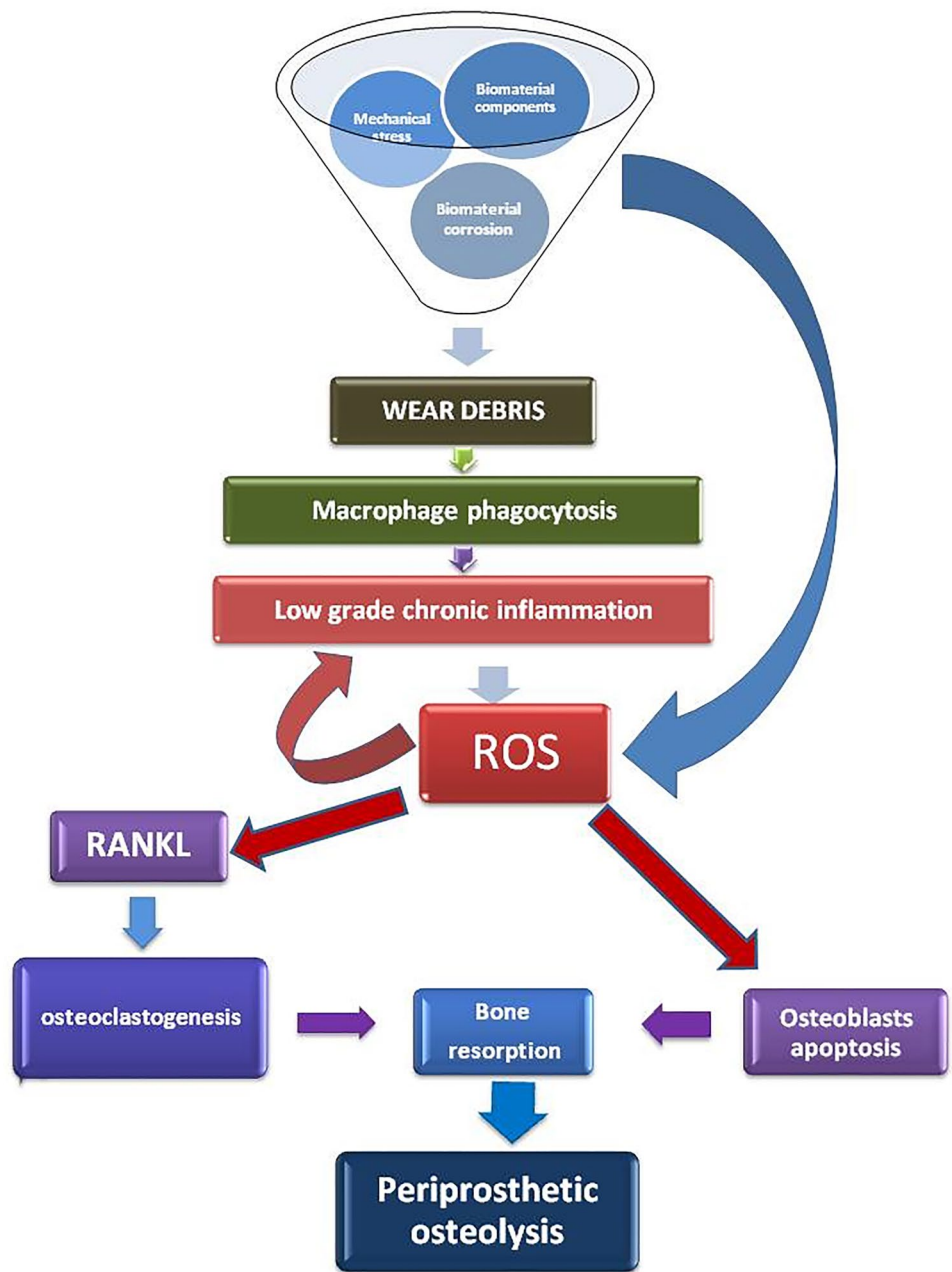 Biomaterial
components
Mechanical
stress
Biomaterial
corrosion
WEAR DEBRIS
Macrophage phagocytosis
Low grade chronic inflammation
ROS
RANKL
osteoclastogenesis
Bone
resorption
Osteoblasts
apoptosis
Periprosthetic
osteolysis